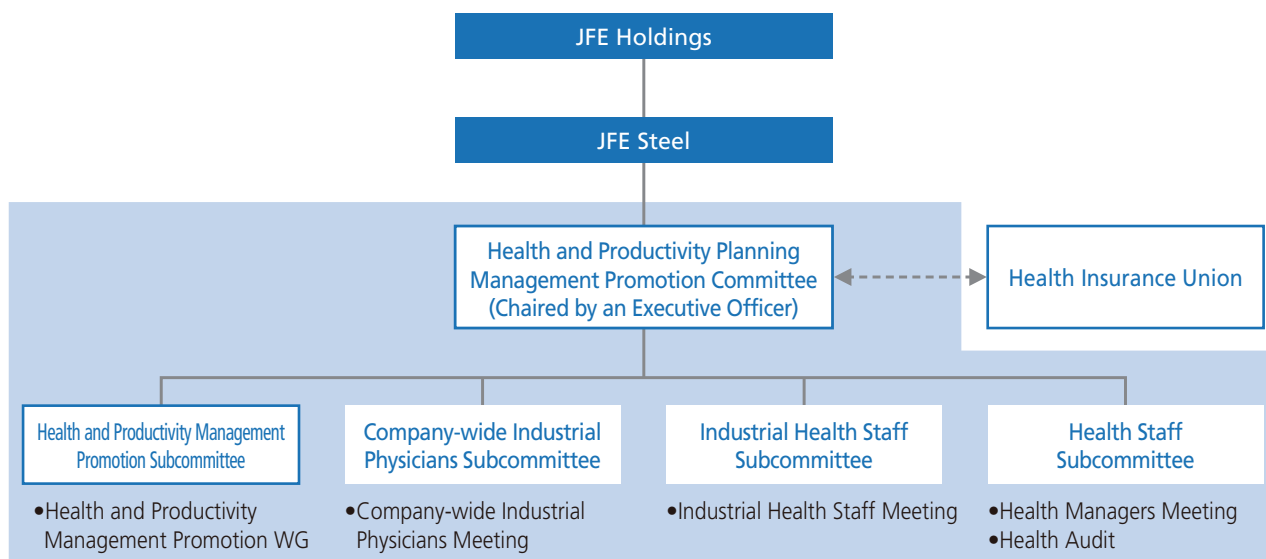 JFE Holdings
JFE Steel
Health and Productivity Planning
Management Promotion Committee
(Chaired by an Executive Officer)
Health Insurance Union
Health and Productivity Management
Promotion Subcommittee
Company-wide Industrial
Physicians Subcommittee
Industrial Health Staff
Subcommittee
Health Staff
Subcommittee
•Health and Productivity
Management Promotion WG
•Company-wide Industrial
Physicians Meeting
•Industrial Health Staff Meeting
•Health Managers Meeting
•Health Audit